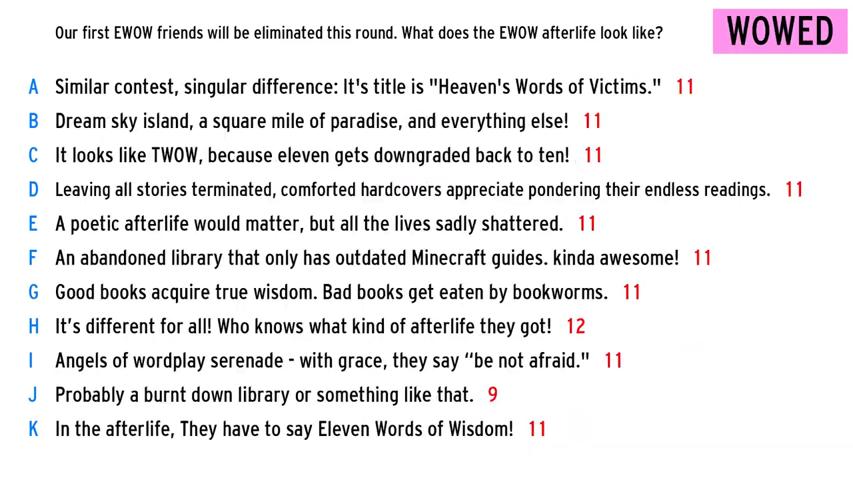 Our first EWOW friends will be eliminated this round. What does the EWOW afterlife look like?
WOWED
A Similar contest, singular difference: It's title is "Heaven's Words of Victims." 11
B Dream sky island, a square mile of paradise, and everything else! 11
C It looks like TWOW, because eleven gets downgraded back to ten! 11
D Leaving all stories terminated, comforted hardcovers appreciate pondering their endless readings. 11
E A poetic afterlife would matter, but all the lives sadly shattered. 11
F An abandoned library that only has outdated Minecraft guides. kinda awesome! 11
G Good books acquire true wisdom. Bad books get eaten by bookworms. 11
H It’s different for all! Who knows what kind of afterlife they got! 12
I Angels of wordplay serenade - with grace, they say “be not afraid." 11
J Probably a burnt down library or something like that. 9
K In the afterlife, They have to say Eleven Words of Wisdom! 11